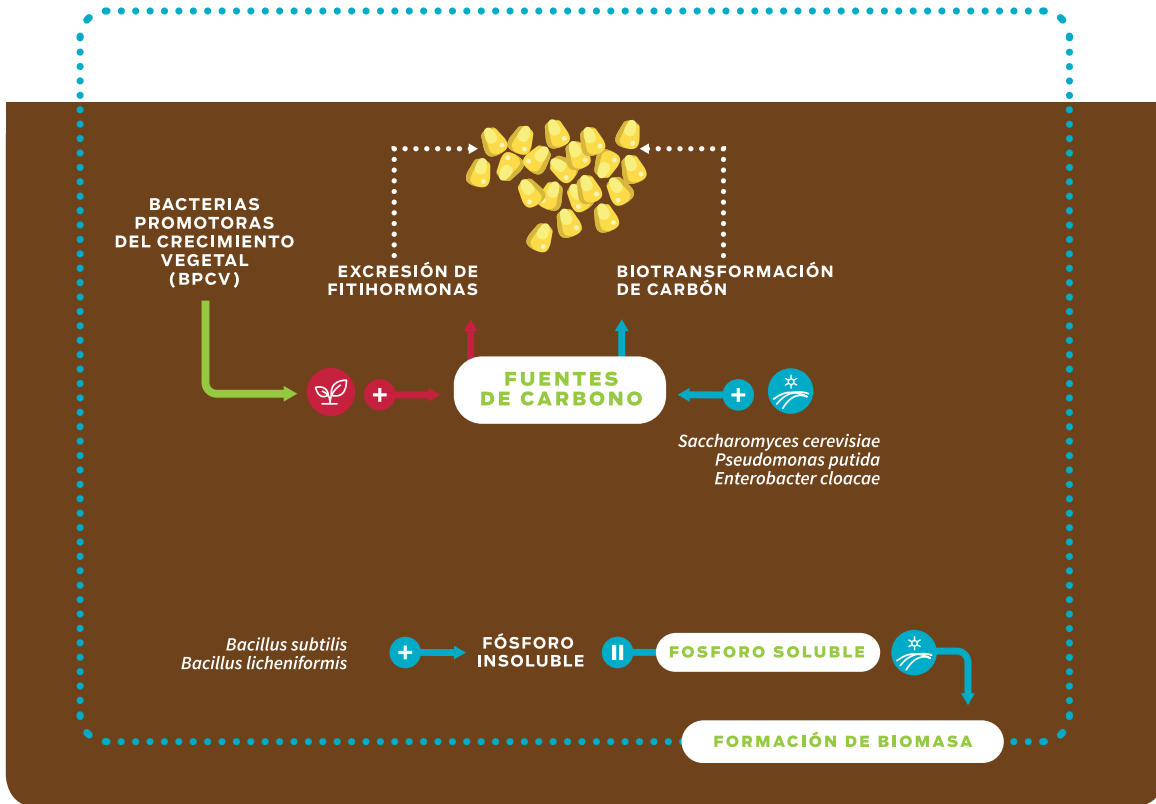 BACTERIAS
PROMOTORAS
DEL CRECIMIENTO
VEGETAL
(BPCV)
EXCRESIÓN DE
FITIHORMONAS
BIOTRANSFORMACIÓN
DE CARBÓN
FUENTES
DE CARBONO
Saccharomyces cerevisiae
Pseudomonas putida
Enterobacter cloacae
Bacillus subtilis
Bacillus licheniformis
FÓSFORO
INSOLUBLE
FOSFORO SOLUBLE
FORMACIÓN DE BIOMASA